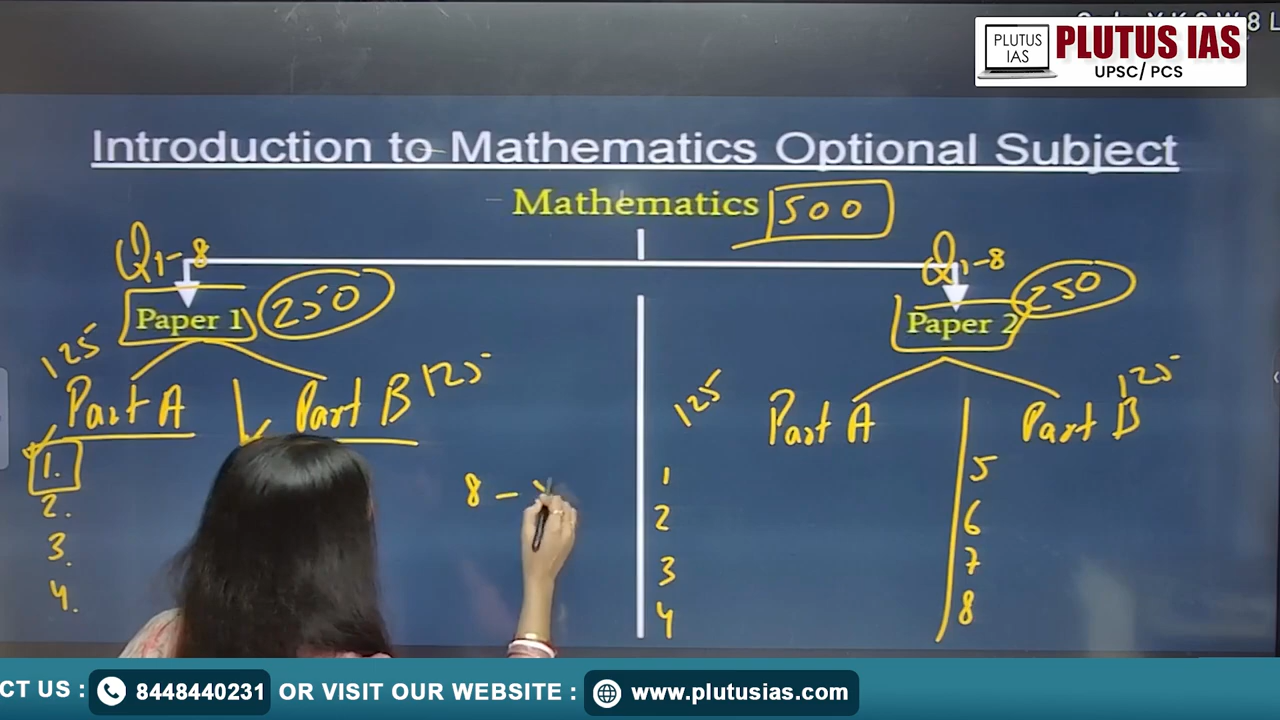 PLUTUS IAS
PLUTUS IAS
UPSC/ PCS
Introduction to Mathematics Optional Subject
Mathematics 500
Q1-8
Q1-8
Paper 1 250
Paper 2 250
125 Part A
Part B 125
125 Part A
Part B 125
1.
2.
3.
4.
8 –
1
2
3
4
5
6
7
8
CT US : 8448440231 OR VISIT OUR WEBSITE : www.plutusias.com